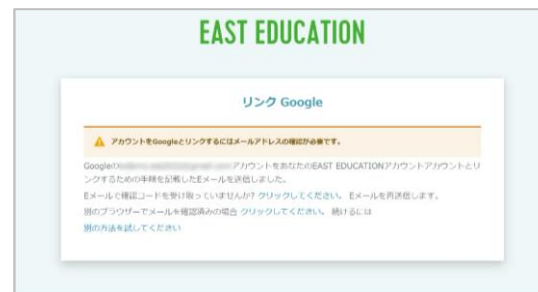 EAST EDUCATION
リンク Google
アカウントをGoogleとリンクするにはメールアドレスの確認が必要です。
Googleの アカウントをあなたのEAST EDUCATIONアカウントアカウントとリ
ンクするための手順を記載したEメールを送信しました。
Eメールで確認コードを受け取っていませんか? クリックしてください。 Eメールを再送信します。
別のブラウザーでメールを確認済みの場合 クリックしてください。 続けるには
別の方法を試してください